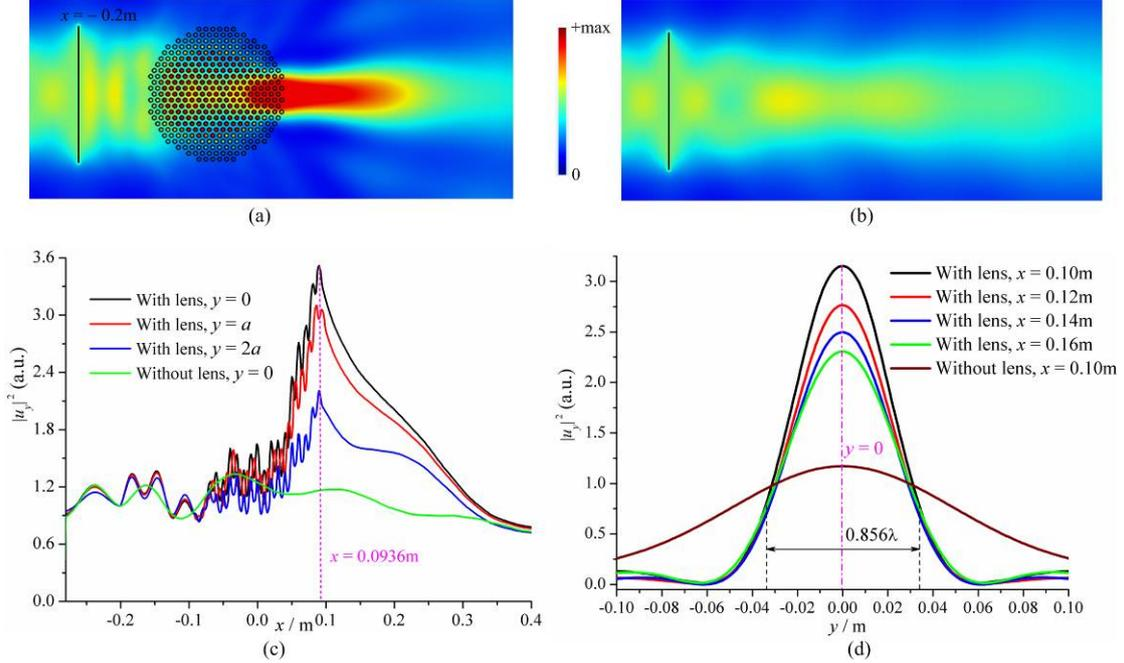 x = − 0.2m
+max
0
(a)
(b)
3.6
3.0
2.4
1.8
1.2
0.6
0.0
|u_y|² (a.u.)
With lens, y = 0
With lens, y = a
With lens, y = 2a
Without lens, y = 0
x = 0.0936m
-0.2
-0.1
0.0
0.1
0.2
0.3
0.4
x / m
(c)
3.0
2.5
2.0
1.5
1.0
0.5
0.0
|u_y|² (a.u.)
With lens, x = 0.10m
With lens, x = 0.12m
With lens, x = 0.14m
With lens, x = 0.16m
Without lens, x = 0.10m
y = 0
0.856λ
-0.10
-0.08
-0.06
-0.04
-0.02
0.00
0.02
0.04
0.06
0.08
0.10
y / m
(d)